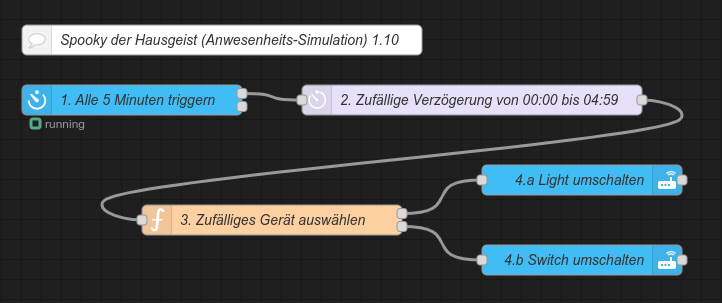 Spooky der Hausgeist (Anwesenheits-Simulation) 1.10
1. Alle 5 Minuten triggern
2. Zufällige Verzögerung von 00:00 bis 04:59
running
4.a Light umschalten
3. Zufälliges Gerät auswählen
4.b Switch umschalten